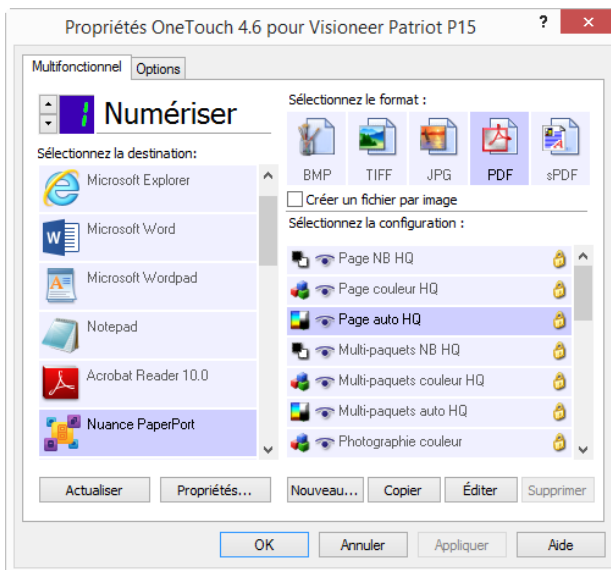 Propriétés OneTouch 4.6 pour Visioneer Patriot P15
?
×
Multifonctionnel
Options
1
Numériser
Sélectionnez la destination:
Microsoft Explorer
Microsoft Word
Microsoft Wordpad
Notepad
Acrobat Reader 10.0
Nuance PaperPort
Actualiser
Propriétés...
Sélectionnez le format :
BMP
TIFF
JPG
PDF
sPDF
Créer un fichier par image
Sélectionnez la configuration :
Page NB HQ
Page couleur HQ
Page auto HQ
Multi-paquets NB HQ
Multi-paquets couleur HQ
Multi-paquets auto HQ
Photographie couleur
Nouveau...
Copier
Éditer
Supprimer
OK
Annuler
Appliquer
Aide